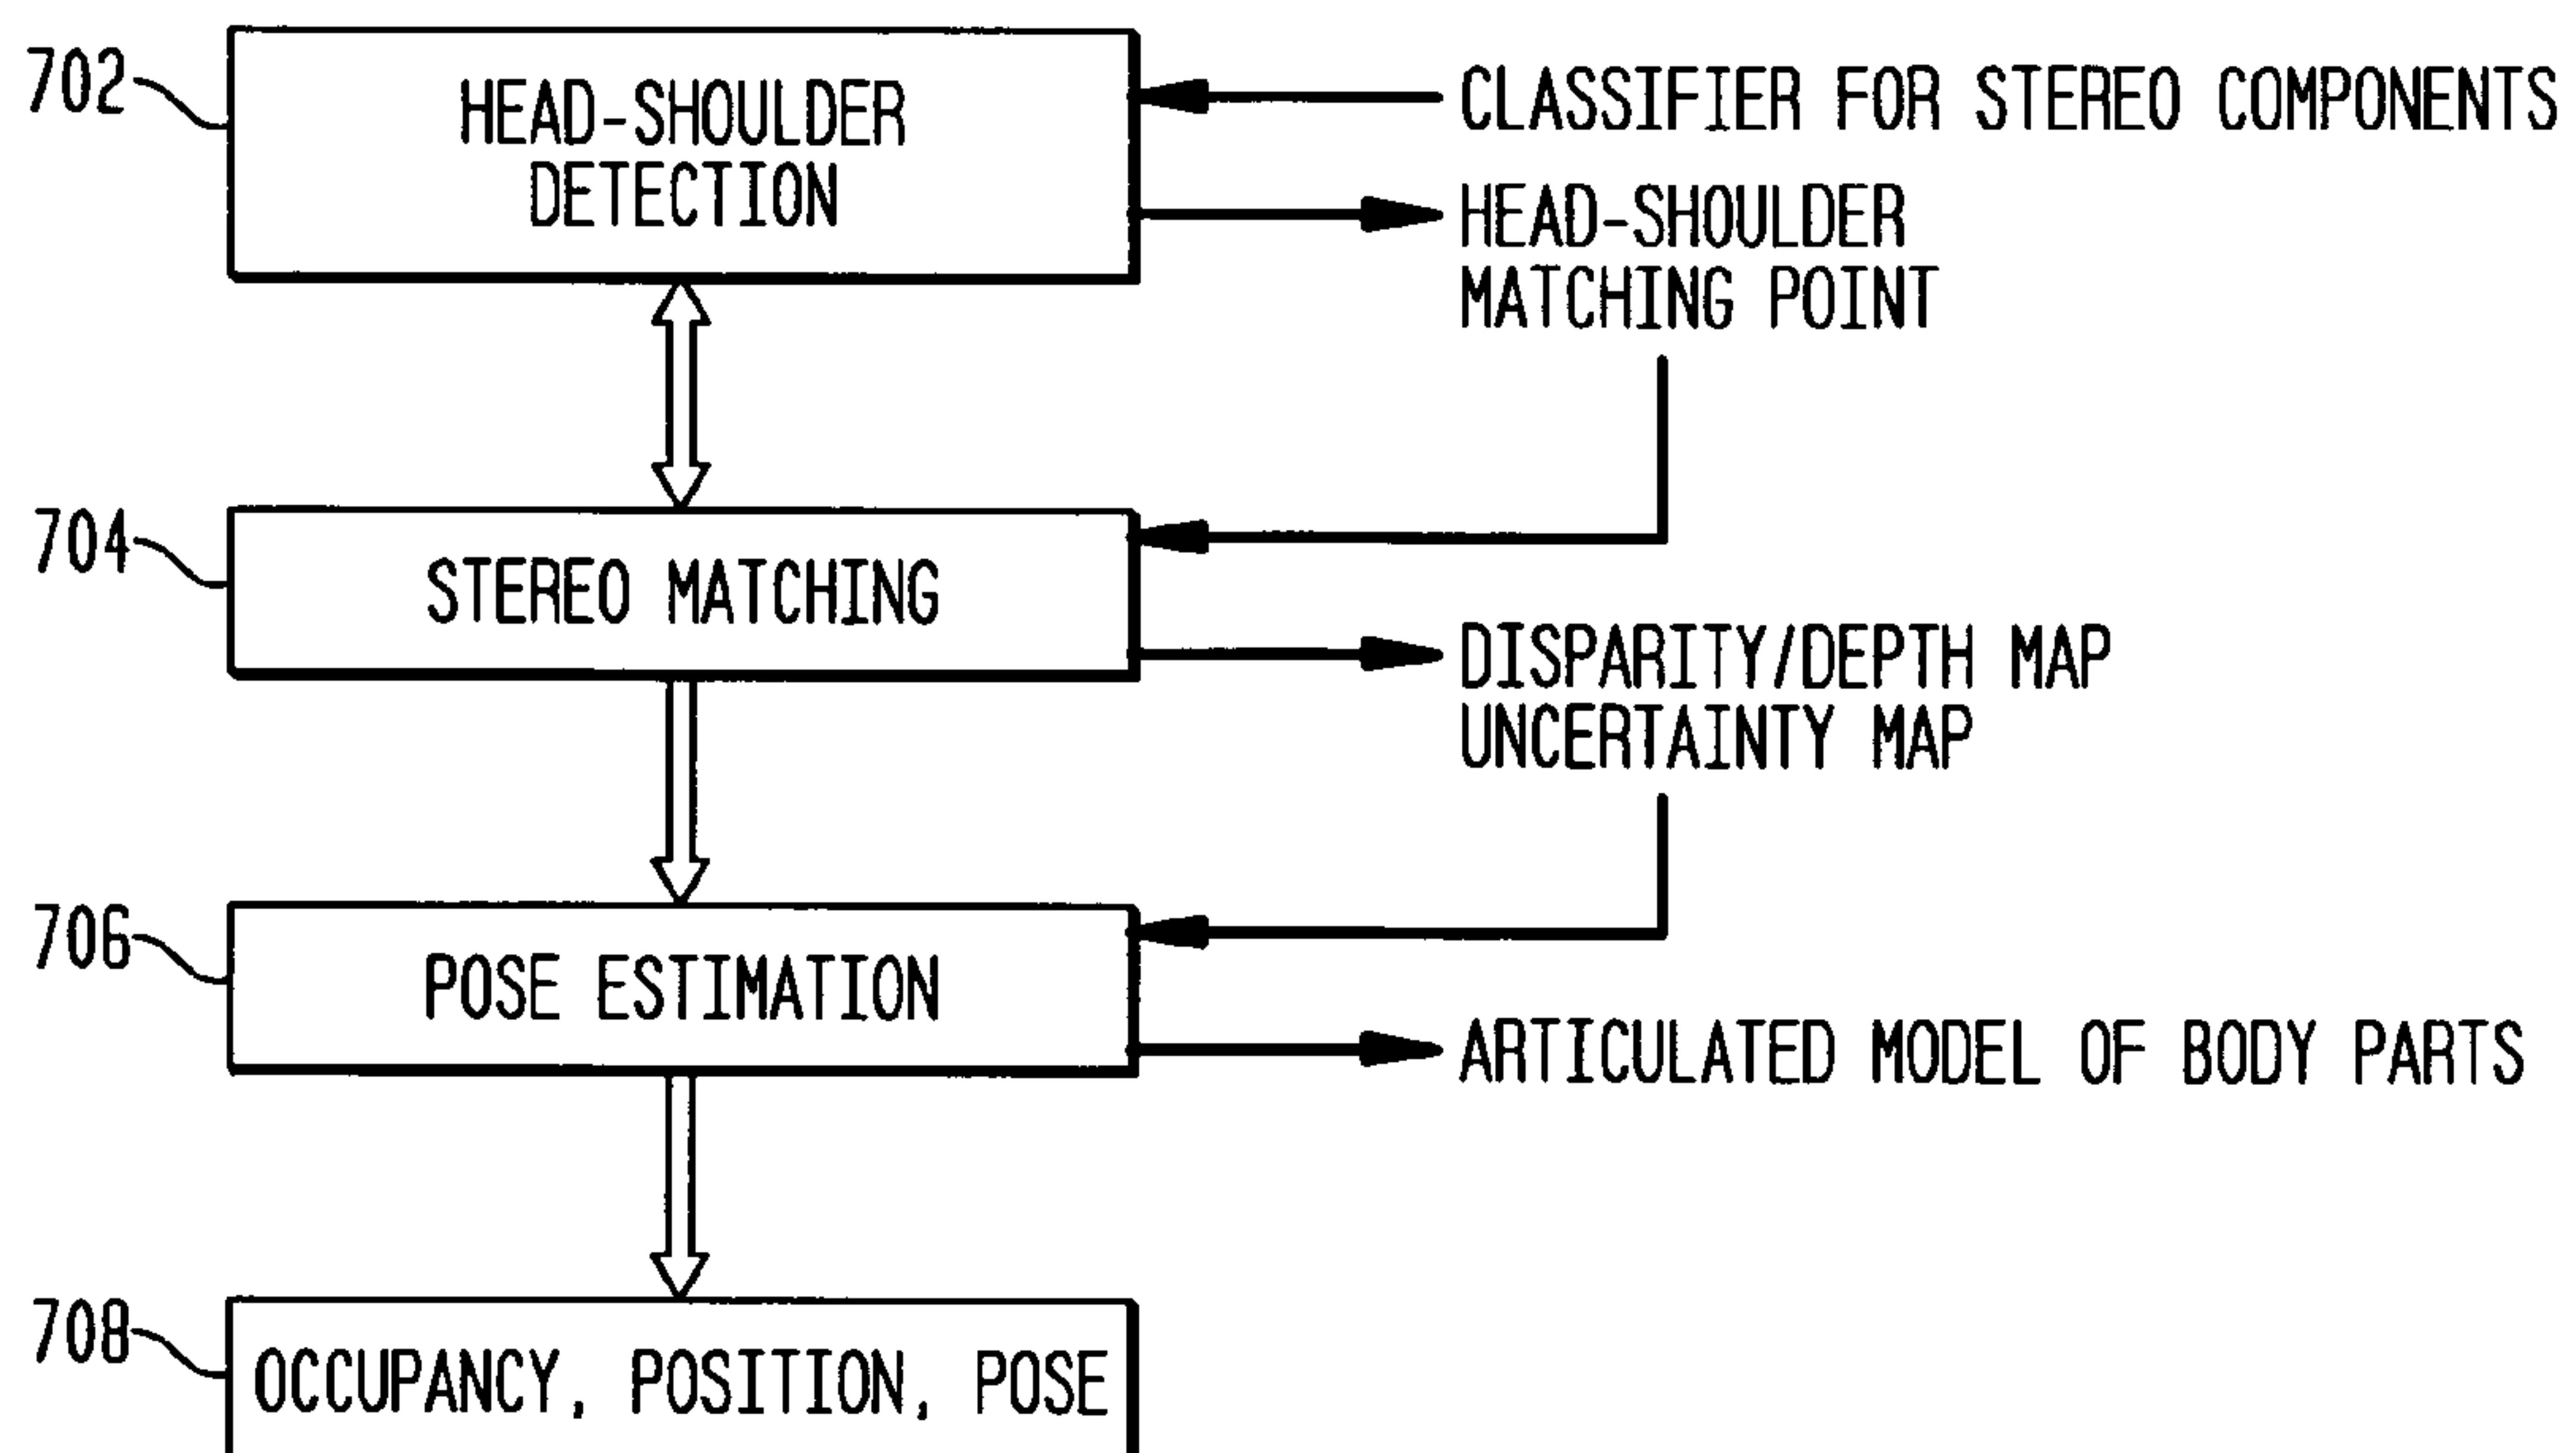 702
HEAD-SHOULDER
DETECTION
CLASSIFIER FOR STEREO COMPONENTS
HEAD-SHOULDER
MATCHING POINT
704
STEREO MATCHING
DISPARITY/DEPTH MAP
UNCERTAINTY MAP
706
POSE ESTIMATION
ARTICULATED MODEL OF BODY PARTS
708
OCCUPANCY, POSITION, POSE